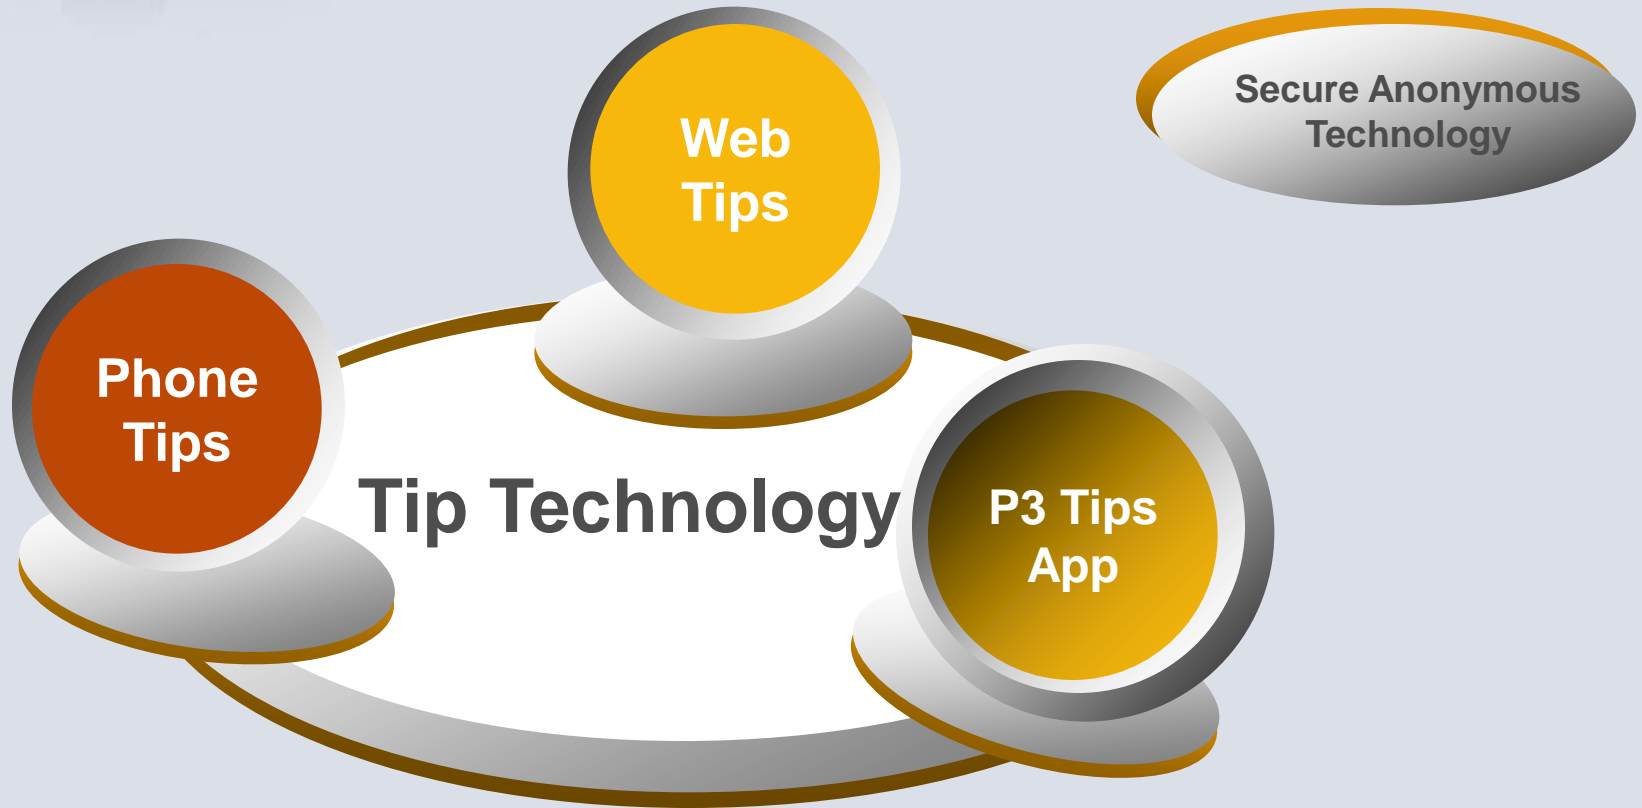 Web
Tips
Secure Anonymous
Technology
Phone
Tips
Tip Technology
P3 Tips
App